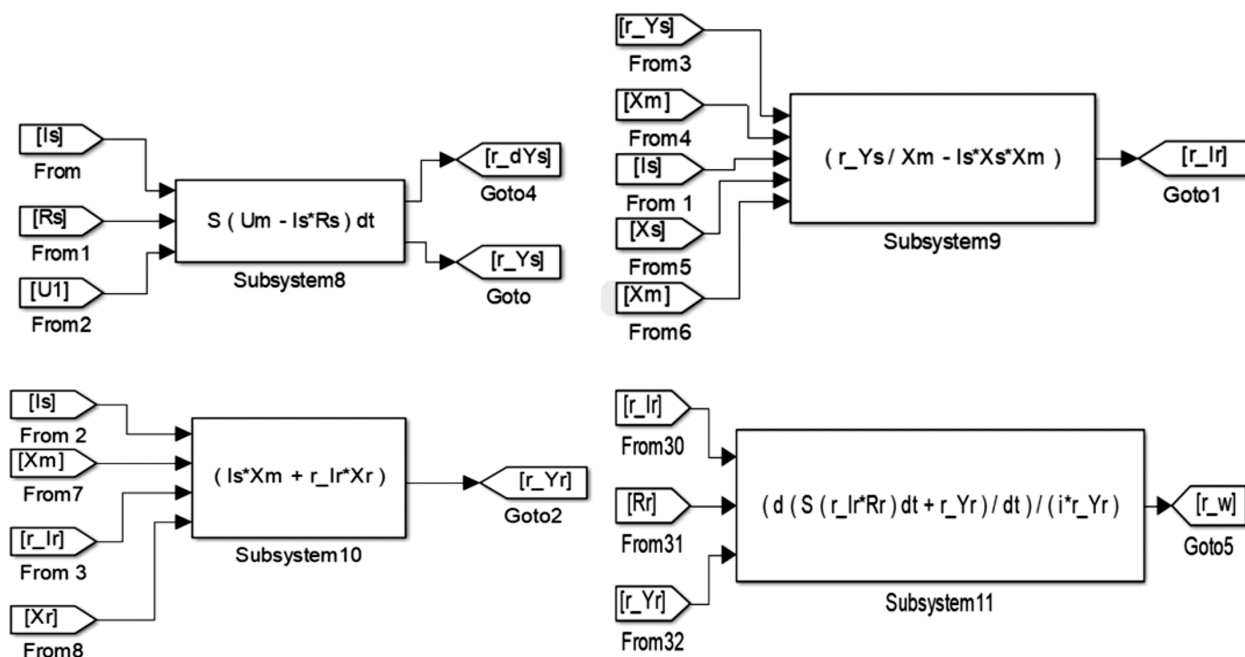 [Is]
From
[Rs]
From1
[U1]
From2
S ( Um - Is*Rs ) dt
Subsystem8
[r_dYs]
Goto4
[r_Ys]
Goto
[r_Ys]
From3
[Xm]
From4
[Is]
From 1
[Xs]
From5
[Xm]
From6
( r_Ys / Xm - Is*Xs*Xm )
Subsystem9
[r_Ir]
Goto1
[Is]
From 2
[Xm]
From7
[r_Ir]
From 3
[Xr]
From8
( Is*Xm + r_Ir*Xr )
Subsystem10
[r_Yr]
Goto2
[r_Ir]
From30
[Rr]
From31
[r_Yr]
From32
( d ( S ( r_Ir*Rr ) dt + r_Yr ) / dt ) / ( i*r_Yr )
Subsystem11
[r_w]
Goto5